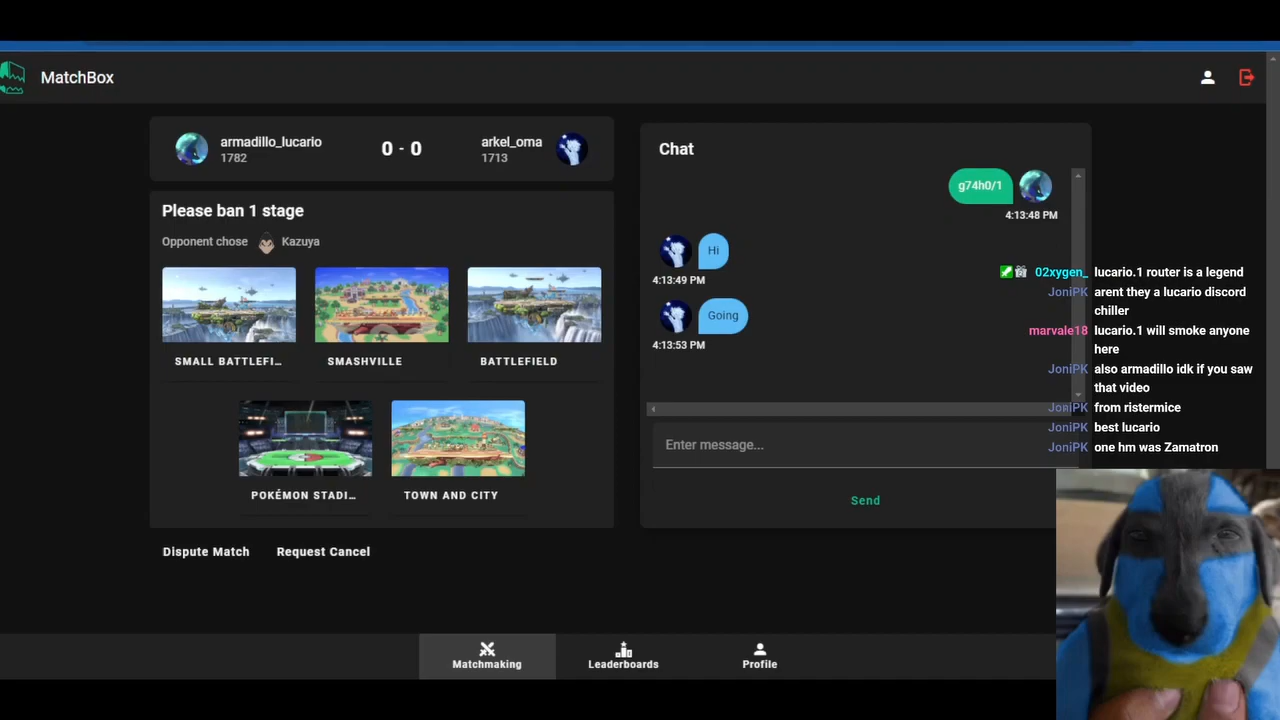 MatchBox
armadillo_lucario
1782
0 - 0
arkel_oma
1713
Please ban 1 stage
Opponent chose Kazuya
SMALL BATTLEFI...
SMASHVILLE
BATTLEFIELD
POKÉMON STADI...
TOWN AND CITY
Dispute Match
Request Cancel
Chat
g74h0/1
4:13:48 PM
Hi
4:13:49 PM
Going
4:13:53 PM
Enter message...
Send
02xygen_ lucario.1 router is a legend
JoniPK arent they a lucario discord
chiller
marvale18 lucario.1 will smoke anyone
here
JoniPK also armadillo idk if you saw
that video
JoniPK from ristermice
JoniPK best lucario
JoniPK one hm was Zamatron
Matchmaking
Leaderboards
Profile